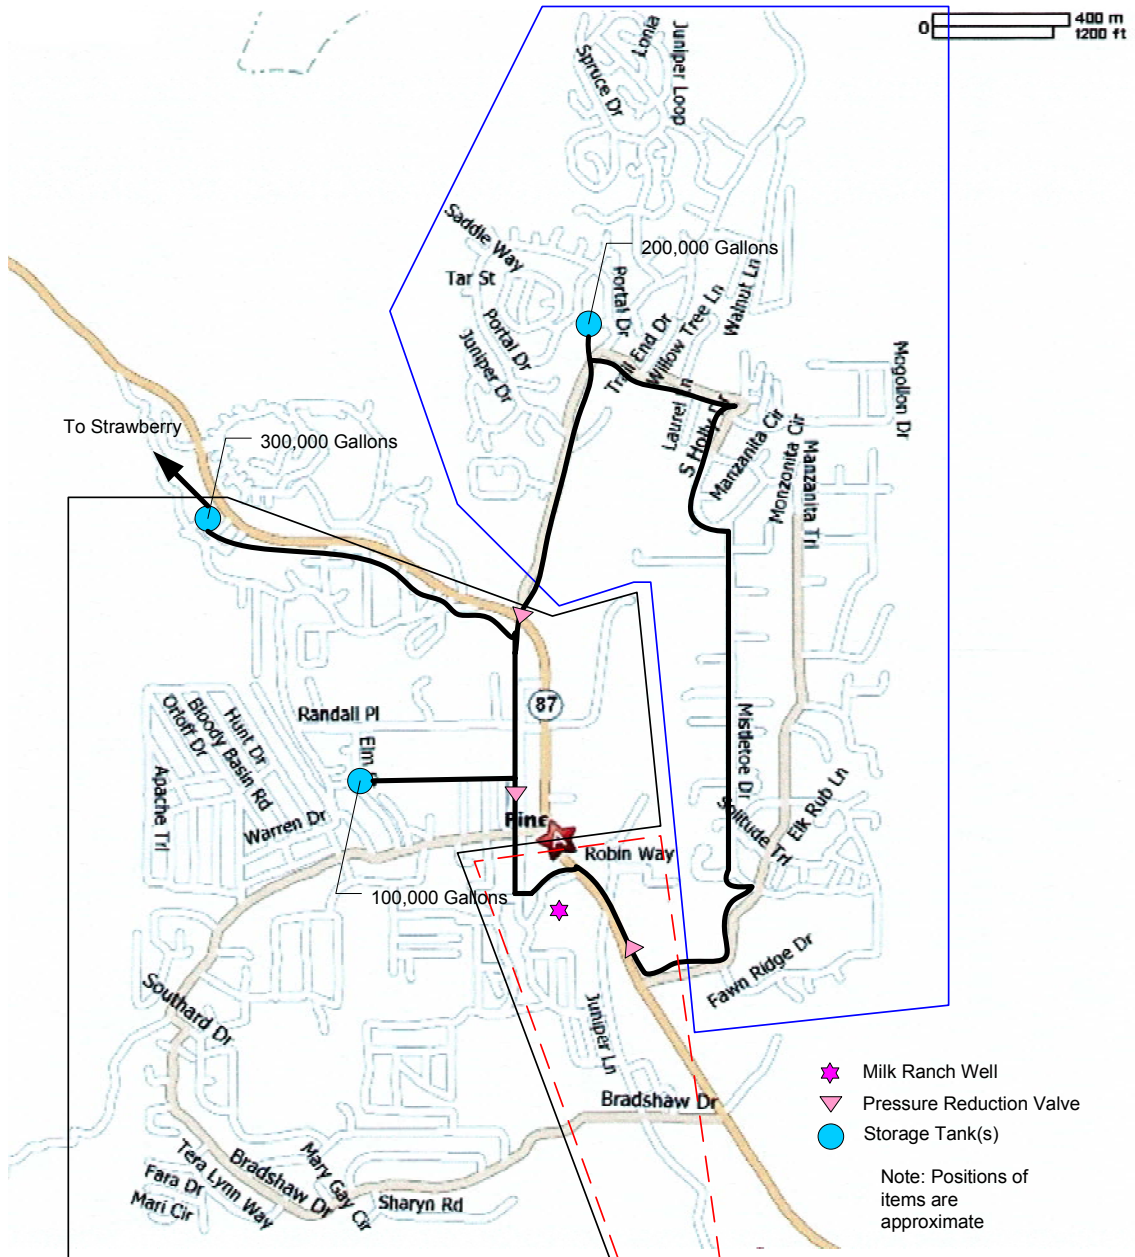 0
400 m
1200 ft
Lonia
Juniper Loop
Spruce Dr
Saddle Way
200,000 Gallons
Tar St
Portal Dr
Walnut Ln
Willow Tree Ln
Trail End Dr
Portal Dr
Juniper Dr
Mogollon Dr
Laurel Ln
S Holly Dr
Manzanita Cir
Monzonita Cir
Manzanita Trl
To Strawberry
300,000 Gallons
87
Randall Pl
Hunt Dr
Bloody Basin Rd
Orloff Dr
Elm
Mistletoe Dr
Apache Trl
Warren Dr
Pine
Solitude Trl
Elk Rub Ln
Robin Way
100,000 Gallons
Fawn Ridge Dr
Southard Dr
Juniper Ln
Bradshaw Dr
Milk Ranch Well
Pressure Reduction Valve
Storage Tank(s)
Note: Positions of
items are
approximate
Mary Gay Cir
Bradshaw Dr
Tera Lynn Way
Fara Dr
Mari Cir
Sharyn Rd